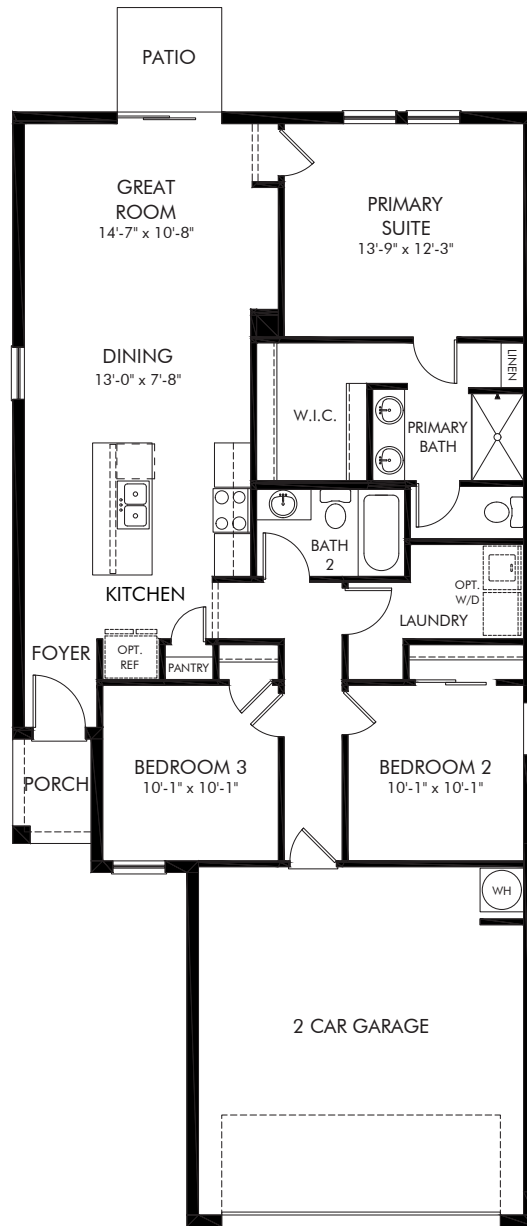 PATIO
GREAT
ROOM
14'-7" x 10'-8"
PRIMARY
SUITE
13'-9" x 12'-3"
DINING
13'-0" x 7'-8"
LINEN
W.I.C.
PRIMARY
BATH
BATH
2
KITCHEN
OPT.
W/D
LAUNDRY
FOYER
OPT.
REF
PANTRY
PORCH
BEDROOM 3
10'-1" x 10'-1"
BEDROOM 2
10'-1" x 10'-1"
WH
2 CAR GARAGE